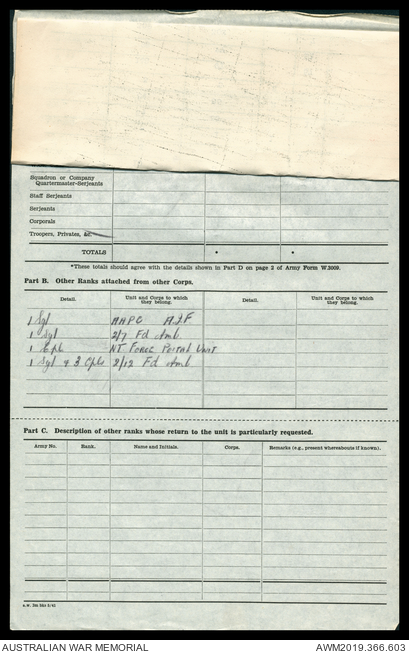 Squadron or Company
Quartermaster-Serjeants
Staff Serjeants
Serjeants
Corporals
Troopers, Privates, &c.
TOTALS * *
*These totals should agree with the details shown in Part D on page 2 of Army Form W.3009.
Part B. Other Ranks attached from other Corps.
Detail. Unit and Corps to which they belong. Detail. Unit and Corps to which they belong.
1 Sgt AAPC AIF
1 Sgt 2/7 Fd Amb
1 Cpl NT Force Postal Unit
1 Sgt & 3 Cpls 2/12 Fd Amb
Part C. Description of other ranks whose return to the unit is particularly requested.
Army No. Rank. Name and Initials. Corps. Remarks (e.g., present whereabouts if known).
AUSTRALIAN WAR MEMORIAL AWM2019.366.603